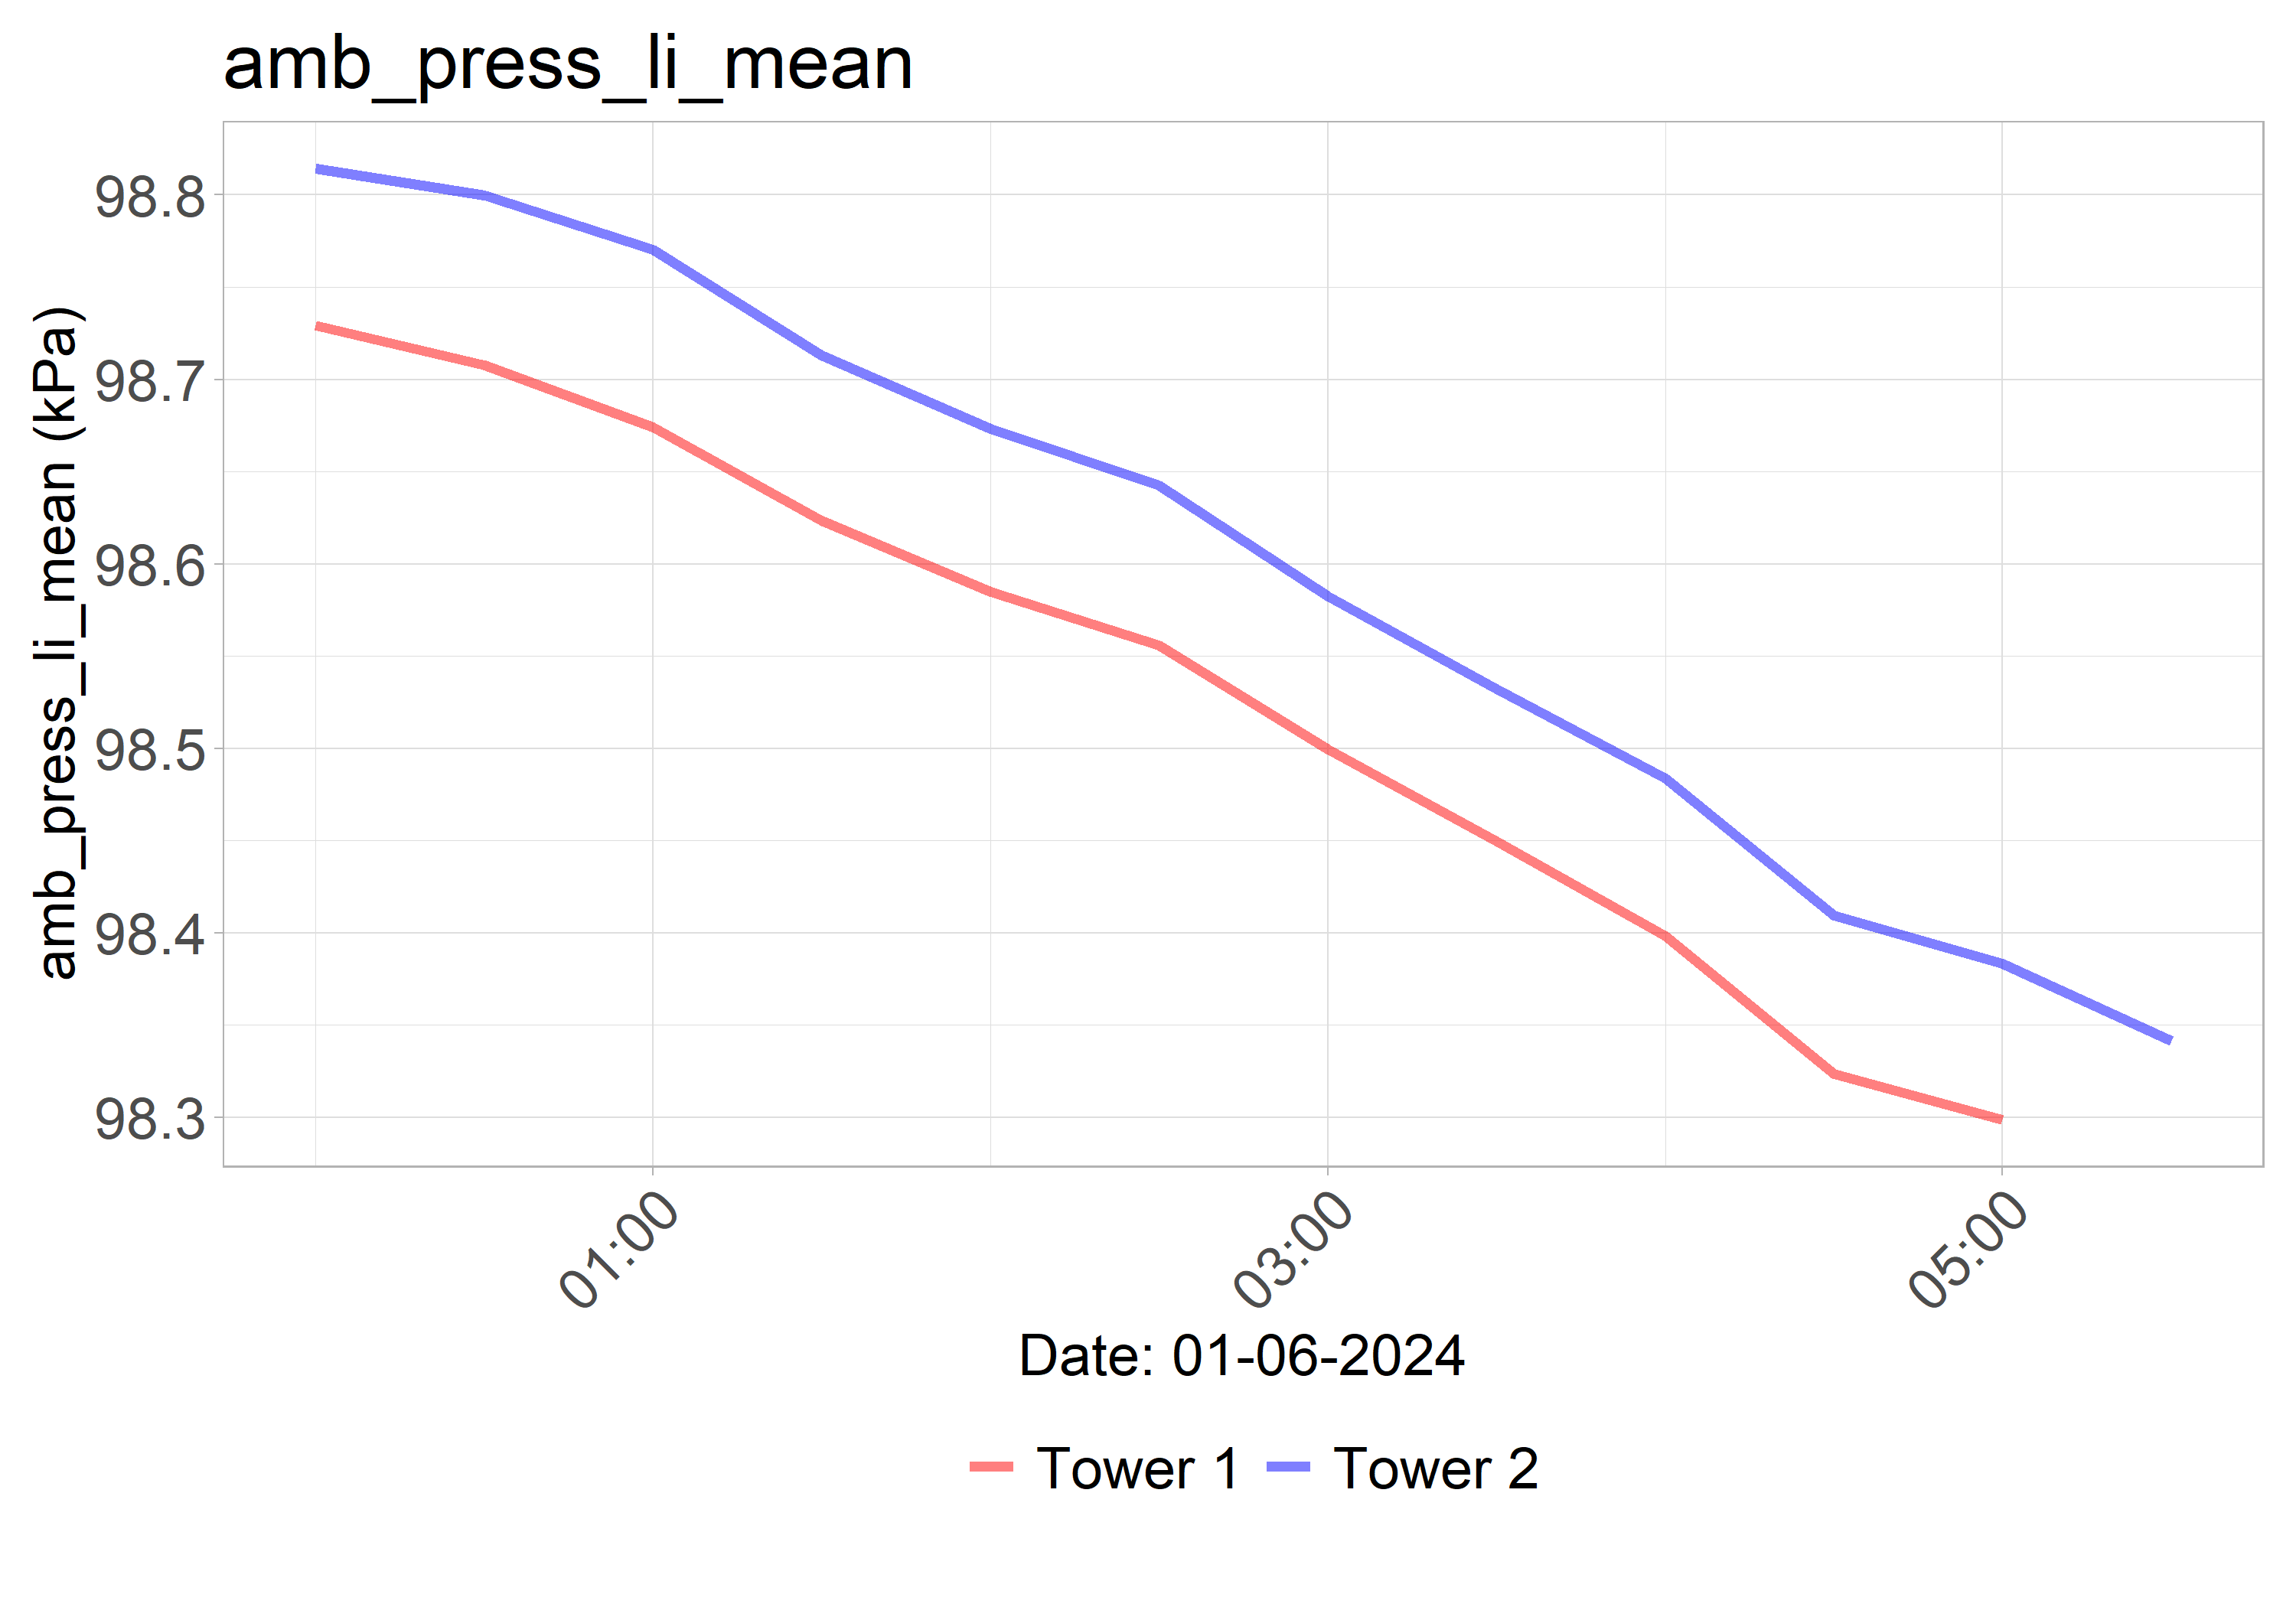 amb_press_li_mean
amb_press_li_mean (kPa)
98.8
98.7
98.6
98.5
98.4
98.3
01:00
03:00
05:00
Date: 01-06-2024
Tower 1
Tower 2